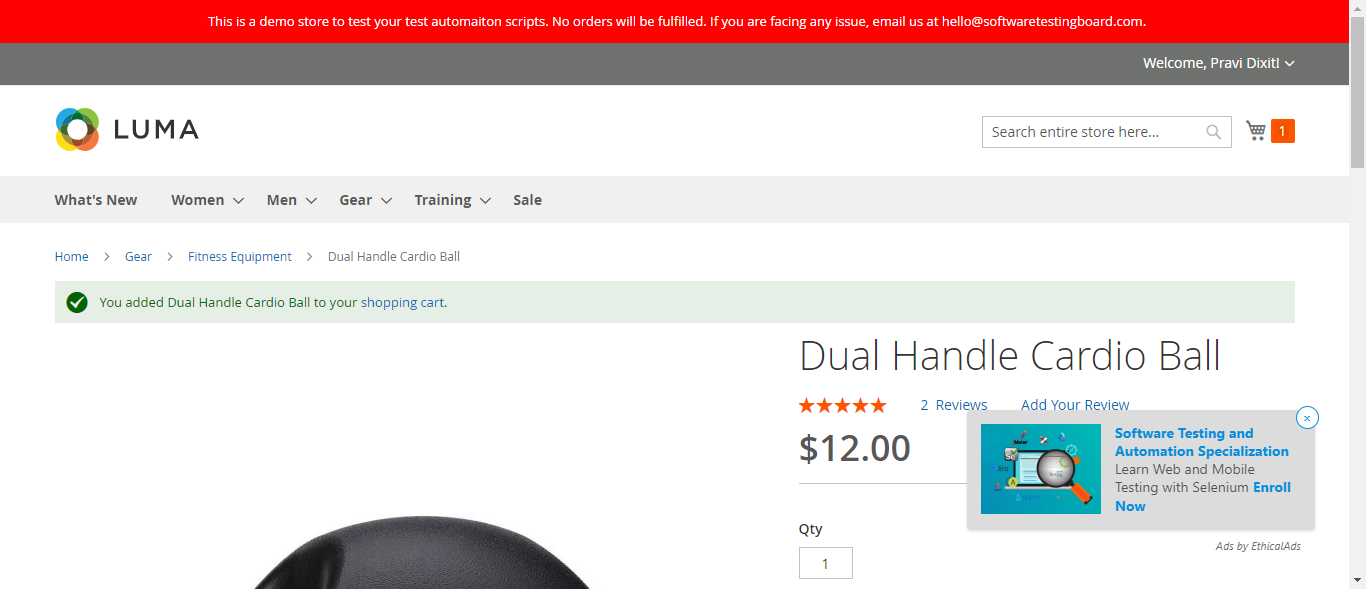 This is a demo store to test your test automaiton scripts. No orders will be fulfilled. If you are facing any issue, email us at hello@softwaretestingboard.com.
Welcome, Pravi Dixit!
LUMA
Search entire store here...
1
What's New Women Men Gear Training Sale
Home > Gear > Fitness Equipment > Dual Handle Cardio Ball
You added Dual Handle Cardio Ball to your shopping cart.
Dual Handle Cardio Ball
2 Reviews Add Your Review
$12.00
Software Testing and
Automation Specialization
Learn Web and Mobile
Testing with Selenium Enroll
Now
Ads by EthicalAds
Qty
1